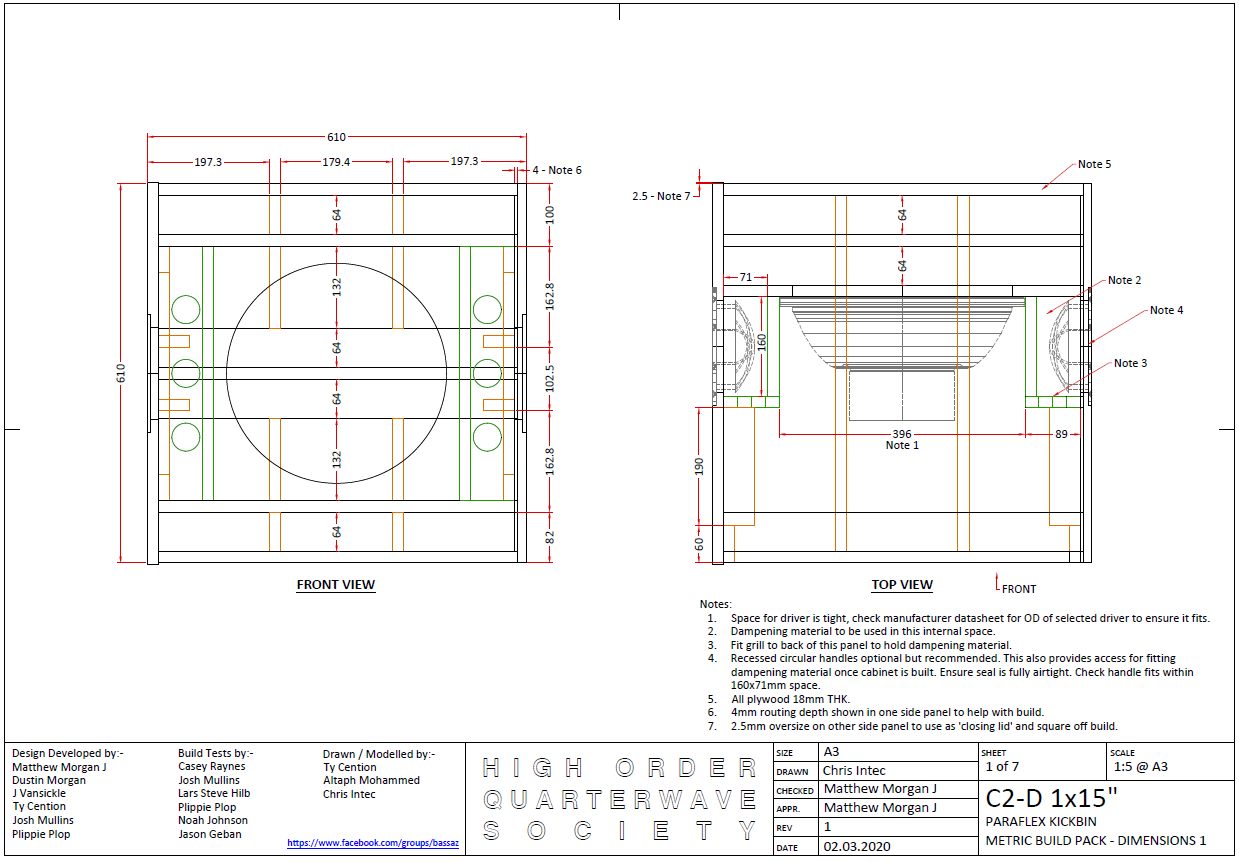 610
197.3
179.4
197.3
4 - Note 6
64
100
132
162.8
64
610
64
102.5
132
162.8
64
82
FRONT VIEW
Note 5
2.5 - Note 7
64
64
71
Note 2
Note 4
160
Note 3
396
Note 1
89
190
60
TOP VIEW
FRONT
Notes:
1. Space for driver is tight, check manufacturer datasheet for OD of selected driver to ensure it fits.
2. Dampening material to be used in this internal space.
3. Fit grill to back of this panel to hold dampening material.
4. Recessed circular handles optional but recommended. This also provides access for fitting
dampening material once cabinet is built. Ensure seal is fully airtight. Check handle fits within
160x71mm space.
5. All plywood 18mm THK.
6. 4mm routing depth shown in one side panel to help with build.
7. 2.5mm oversize on other side panel to use as 'closing lid' and square off build.
Design Developed by:-
Matthew Morgan J
Dustin Morgan
J Vansickle
Ty Cention
Josh Mullins
Plippie Plop
Build Tests by:-
Casey Raynes
Josh Mullins
Lars Steve Hilb
Plippie Plop
Noah Johnson
Jason Geban
Drawn / Modelled by:-
Ty Cention
Altaph Mohammed
Chris Intec
https://www.facebook.com/groups/bassaz
HIGH ORDER
QUARTERWAVE
SOCIETY
SIZE A3
DRAWN Chris Intec
CHECKED Matthew Morgan J
APPR. Matthew Morgan J
REV 1
DATE 02.03.2020
SHEET
1 of 7
SCALE
1:5 @ A3
C2-D 1x15"
PARAFLEX KICKBIN
METRIC BUILD PACK - DIMENSIONS 1